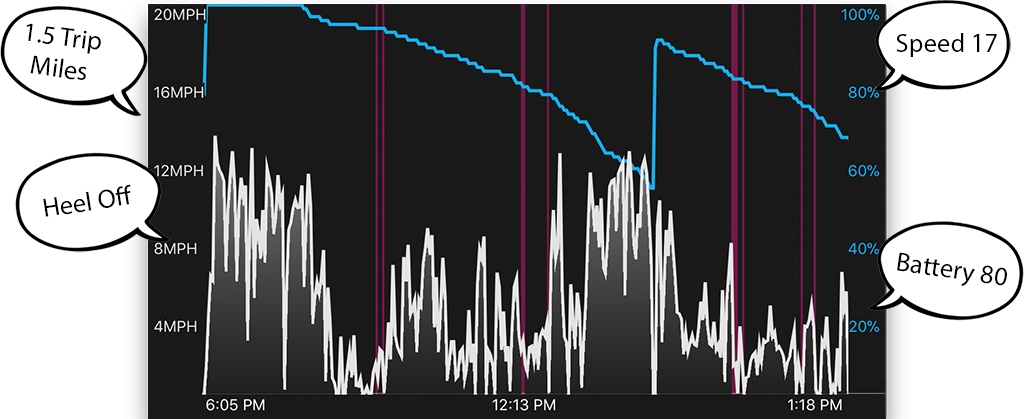 1.5 Trip
Miles
Heel Off
20MPH
16MPH
12MPH
8MPH
4MPH
100%
80%
60%
40%
20%
6:05 PM
12:13 PM
1:18 PM
Speed 17
Battery 80